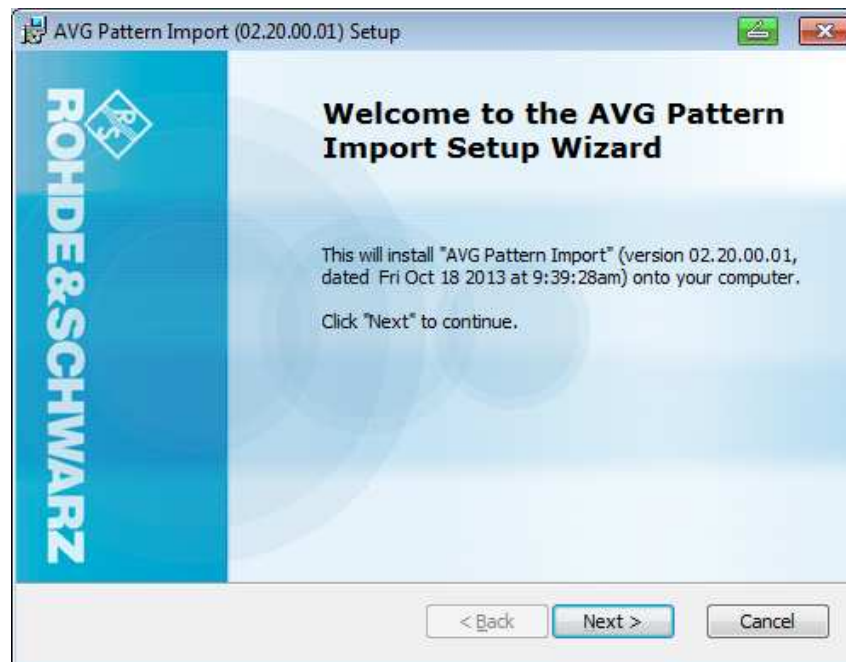 AVG Pattern Import (02.20.00.01) Setup
ROHDE&SCHWARZ
R S
Welcome to the AVG Pattern
Import Setup Wizard
This will install "AVG Pattern Import" (version 02.20.00.01,
dated Fri Oct 18 2013 at 9:39:28am) onto your computer.
Click "Next" to continue.
< Back
Next >
Cancel